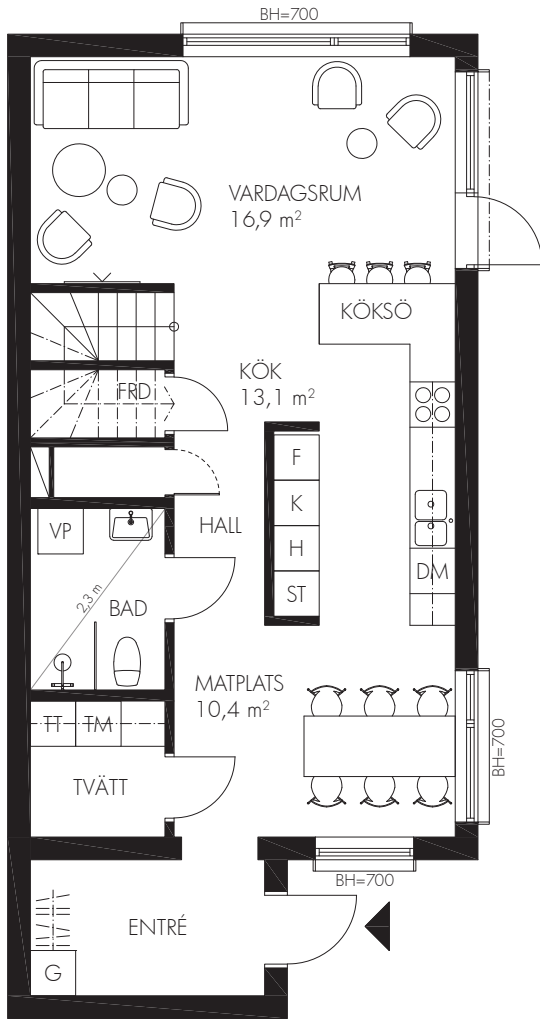 BH=700
VARDAGSRUM
16,9 m²
KÖKSÖ
KÖK
13,1 m²
FRD
F
K
H
ST
HALL
VP
DM
2,3 m
BAD
MATPLATS
10,4 m²
TT TM
BH=700
TVÄTT
BH=700
ENTRÉ
G